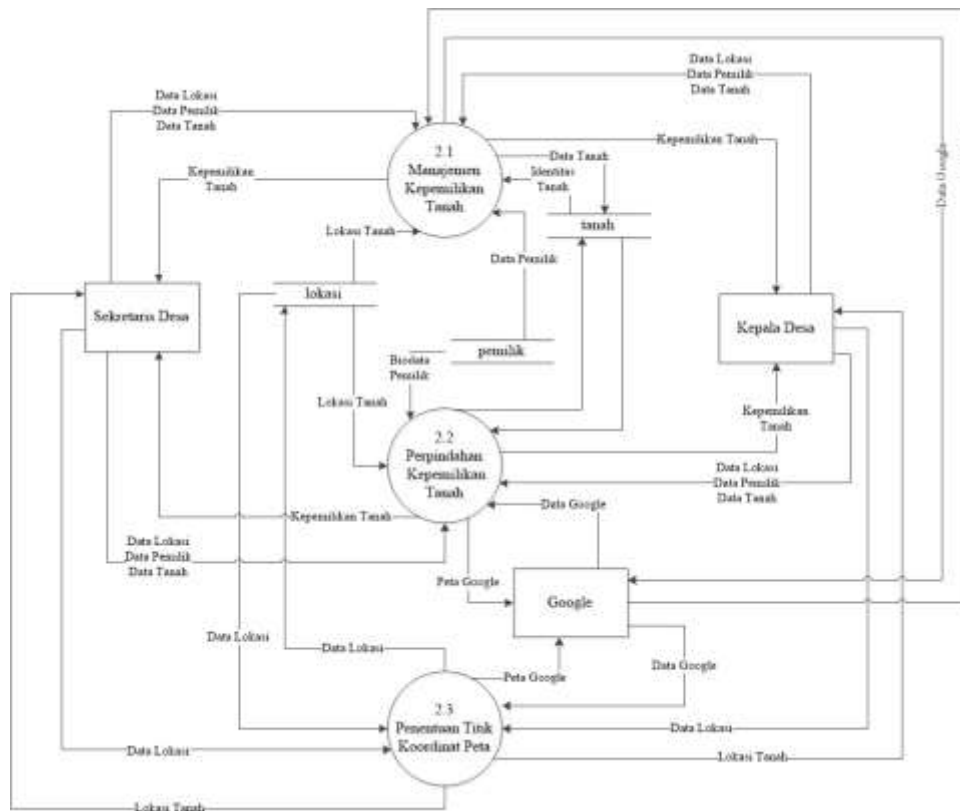 Data Lokasi
Data Pemilik
Data Tanah
Data Lokasi
Data Pemilik
Data Tanah
2.1
Manajemen
Kepemilikan
Tanah
Kepemilikan Tanah
Data Tanah
Identitas
Tanah
Kepemilikan
Tanah
Data Google
Lokasi Tanah
tanah
Data Pemilik
lokasi
Sekretaris Desa
Kepala Desa
pemilik
Biodata
Pemilik
Lokasi Tanah
Kepemilikan
Tanah
2.2
Perpindahan
Kepemilikan
Tanah
Data Lokasi
Data Pemilik
Data Tanah
Data Google
Kepemilikan Tanah
Data Lokasi
Data Pemilik
Data Tanah
Peta Google
Google
Data Lokasi
Data Lokasi
Data Google
Peta Google
2.3
Penentuan Titik
Koordinat Peta
Data Lokasi
Data Lokasi
Lokasi Tanah
Lokasi Tanah